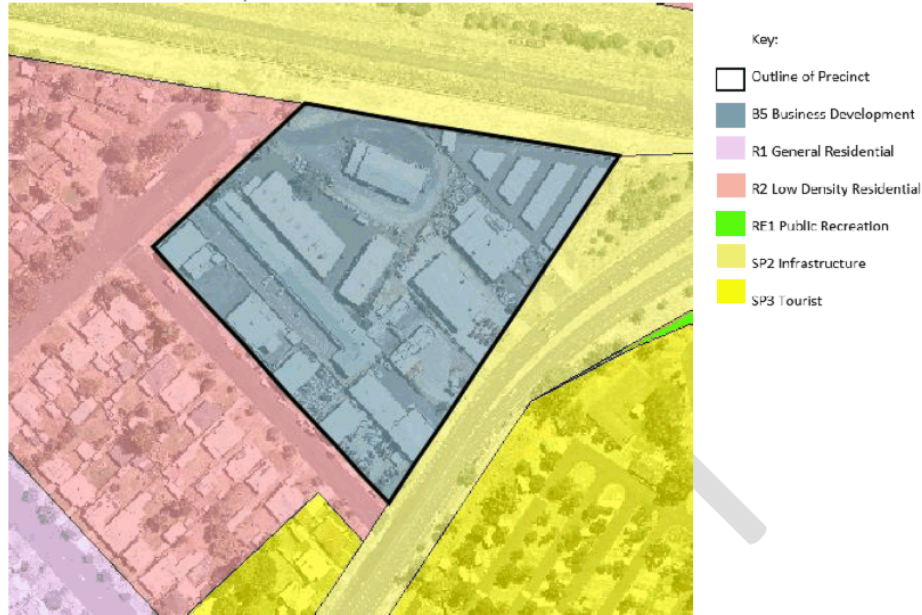 Key:
Outline of Precinct
B5 Business Development
R1 General Residential
R2 Low Density Residential
RE1 Public Recreation
SP2 Infrastructure
SP3 Tourist